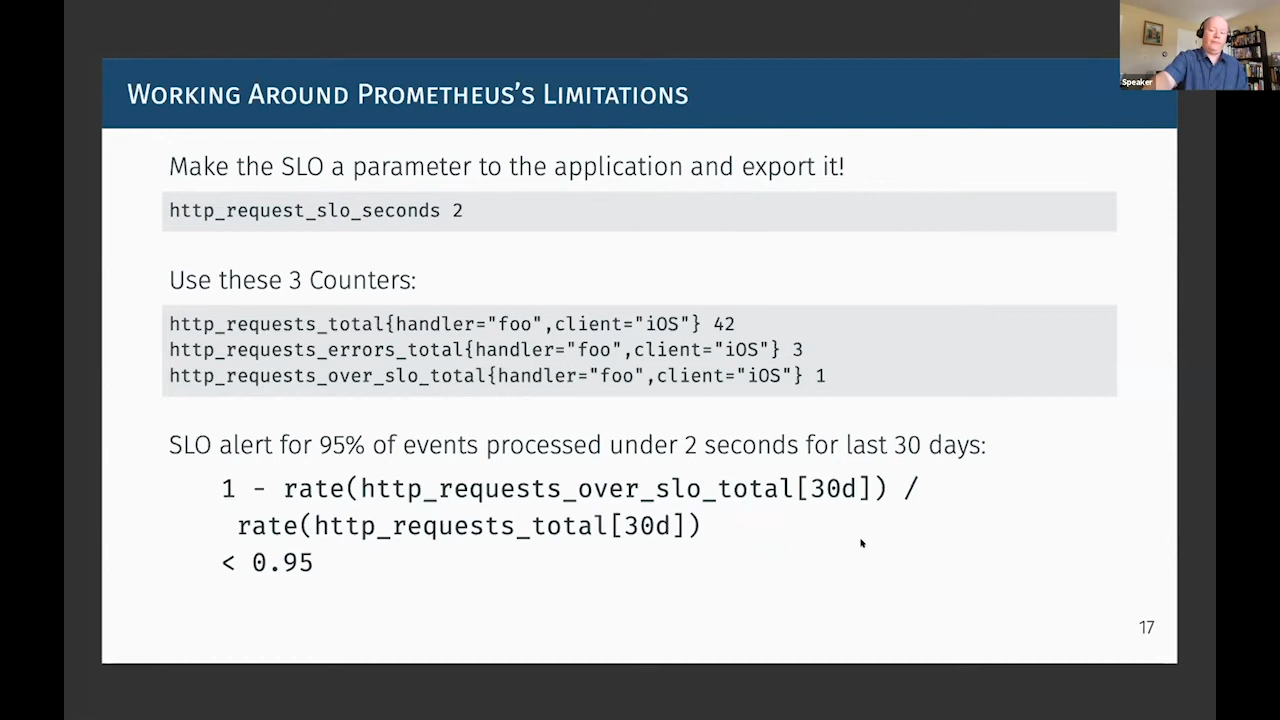 Working Around Prometheus's Limitations
Speaker
Make the SLO a parameter to the application and export it!
http_request_slo_seconds 2
Use these 3 Counters:
http_requests_total{handler="foo",client="iOS"} 42
http_requests_errors_total{handler="foo",client="iOS"} 3
http_requests_over_slo_total{handler="foo",client="iOS"} 1
SLO alert for 95% of events processed under 2 seconds for last 30 days:
1 - rate(http_requests_over_slo_total[30d]) /
rate(http_requests_total[30d])
< 0.95
17